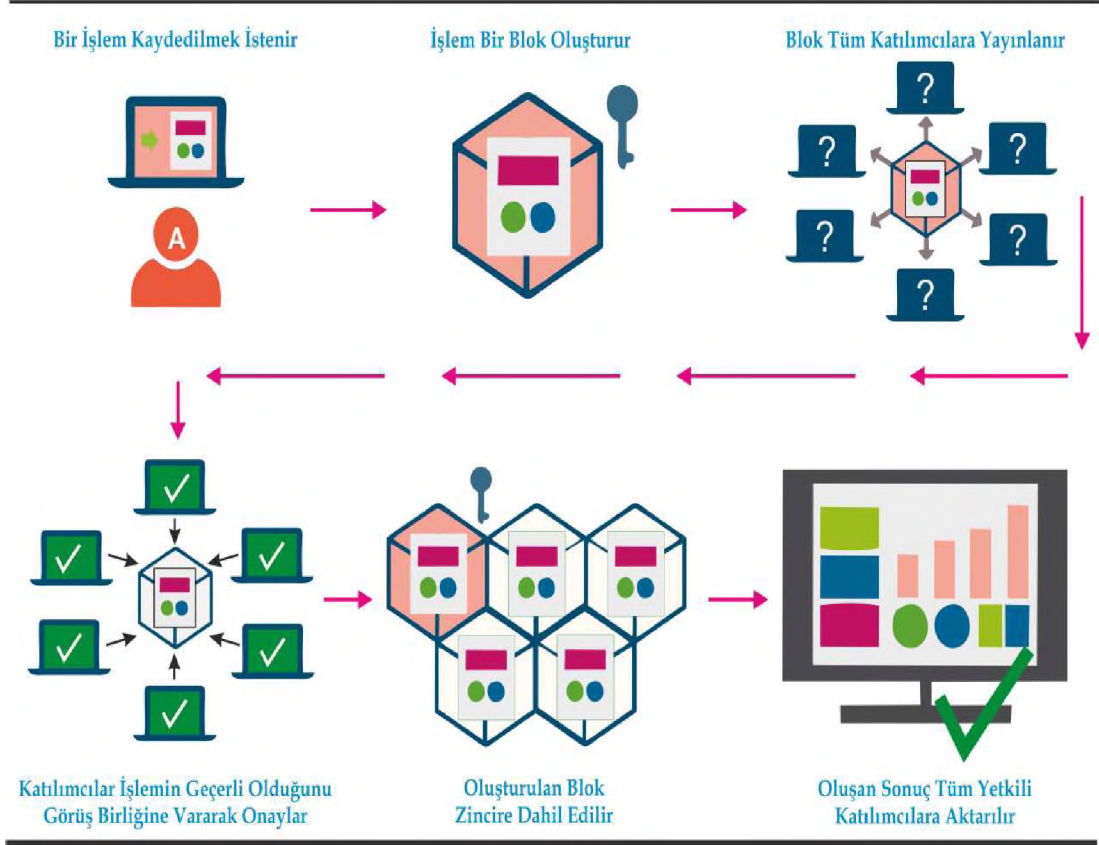 Bir İşlem Kaydedilmek İstenir
İşlem Bir Blok Oluşturur
Blok Tüm Katılımcılara Yayınlanır
A
?
?
?
?
?
?
Katılımcılar İşlemin Geçerli Olduğunu
Görüş Birliğine Vararak Onaylar
Oluşturulan Blok
Zincire Dahil Edilir
Oluşan Sonuç Tüm Yetkili
Katılımcılara Aktarılır